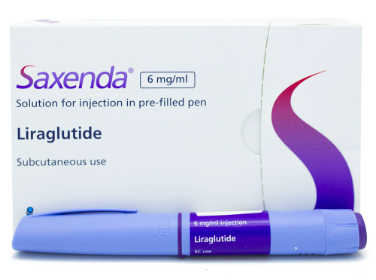 Saxenda® 6 mg/ml
Solution for injection in pre-filled pen
Liraglutide
Subcutaneous use
6 mg/ml injection
Liraglutide
SC use